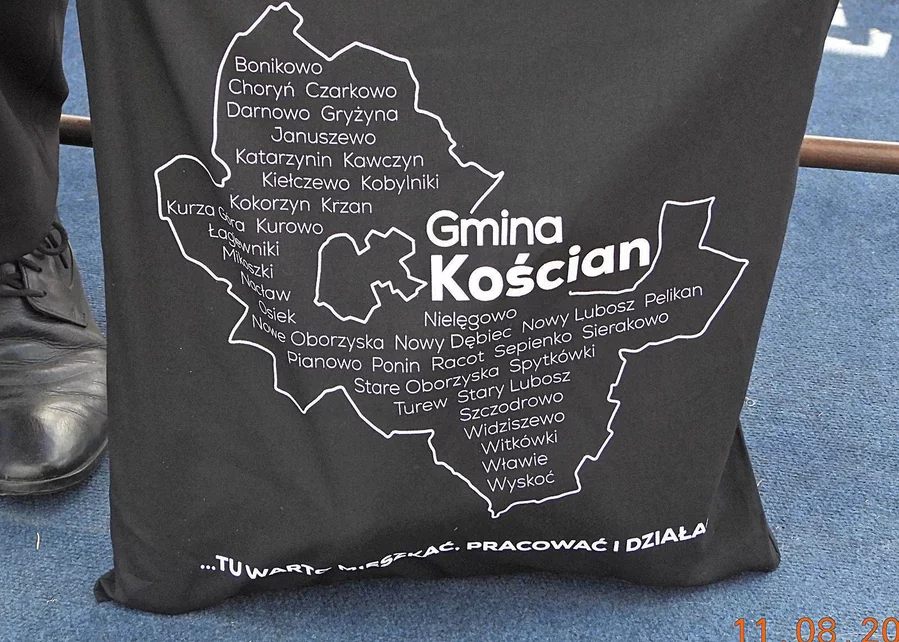 Bonikowo
Choryń Czarkowo
Darnowo Gryżyna
Januszewo
Katarzynin Kawczyn
Kiełczewo Kobylniki
Kokorzyn Krzan
Kurza Góra Kurowo
Łagiewniki
Mikoszki
Nacław
Osiek
Gmina
Kościan
Nielęgowo
Nowe Oborzyska Nowy Dębiec Nowy Lubosz Pelikan
Pianowo Ponin Racot Sepienko Sierakowo
Stare Oborzyska Spytkówki
Turew Stary Lubosz
Szczodrowo
Widziszewo
Witkówki
Wławie
Wyskoć
...TU WARTO MIESZKAĆ, PRACOWAĆ I DZIAŁA
11 08 20